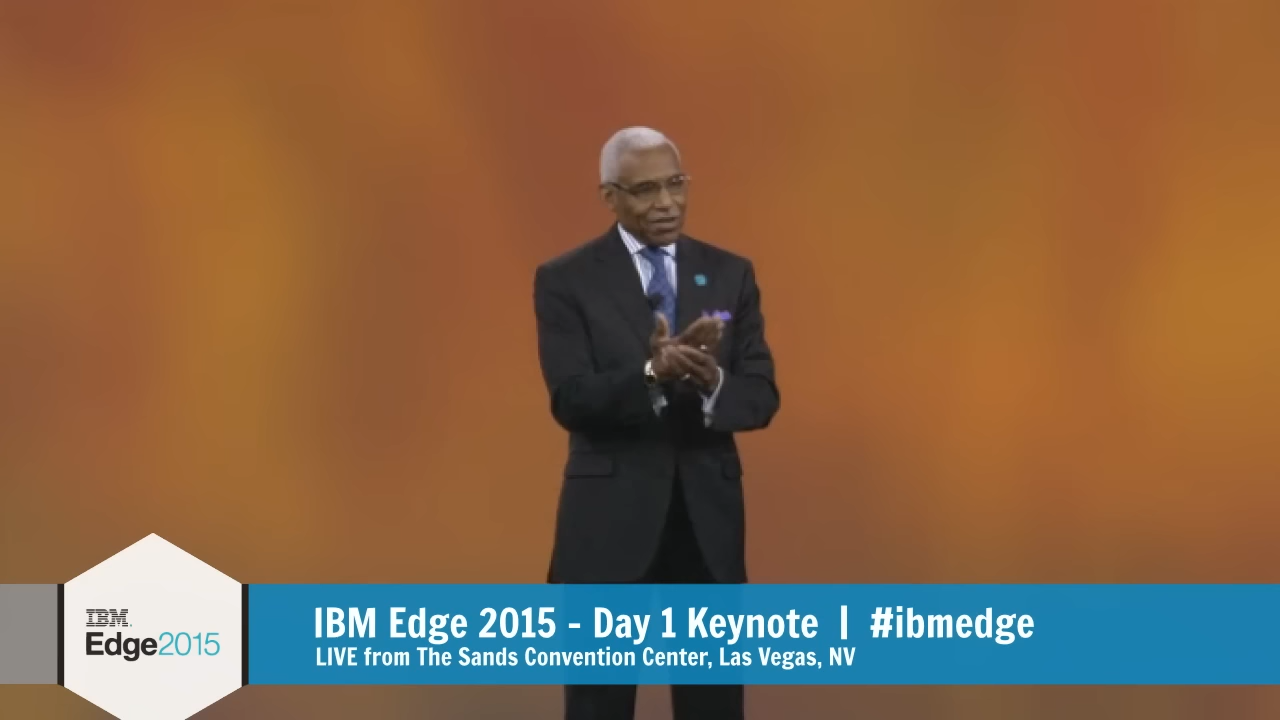 IBM
Edge2015
IBM Edge 2015 - Day 1 Keynote | #ibmedge
LIVE from The Sands Convention Center, Las Vegas, NV